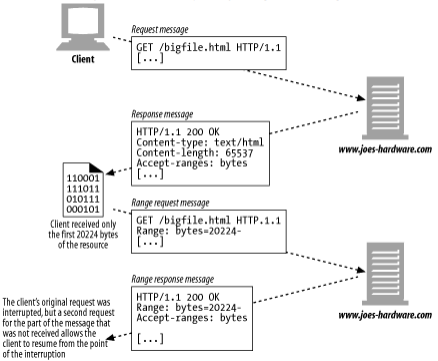 Request message
GET /bigfile.html HTTP/1.1
[...]
Client
www.joes-hardware.com
Response message
HTTP/1.1 200 OK
Content-type: text/html
Content-length: 65537
Accept-ranges: bytes
[...]
110001
111011
010111
000101
Client received only
the first 20224 bytes
of the resource
Range request message
GET /bigfile.html HTTP.1.1
Range: bytes=20224-
[...]
www.joes-hardware.com
Range response message
HTTP/1.1 200 OK
Range: bytes=20224-
Accept-ranges: bytes
[...]
The client's original request was
interrupted, but a second request
for the part of the message that
was not received allows the
client to resume from the point
of the interruption